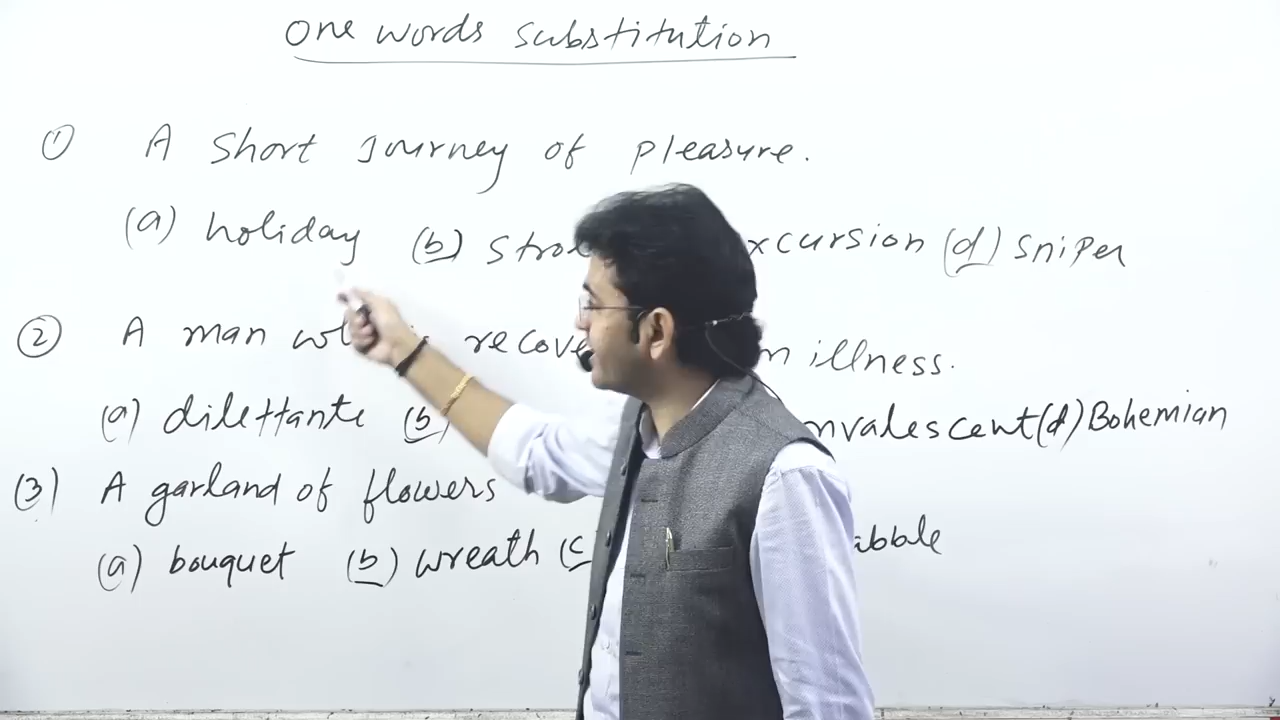 One words substitution
① A short Journey of pleasure.
(a) holiday (b) stro xcursion (d) sniper
② A man recove illness.
(a) dilettante (b) nvalescent (d) Bohemian
(3) A garland of flowers
(a) bouquet (b) wreath (c abble